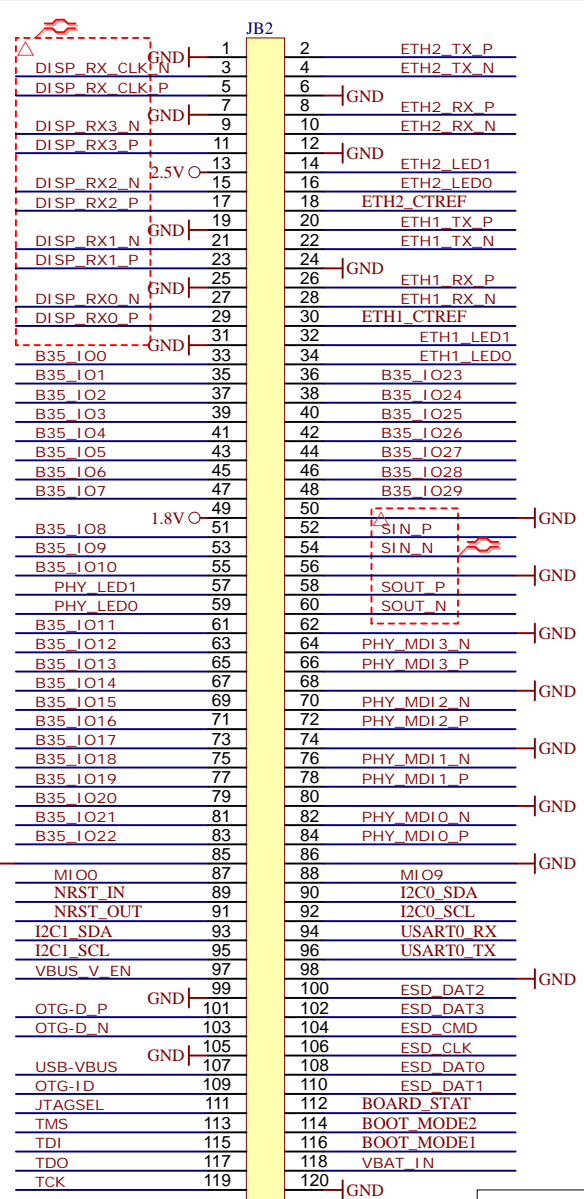 JB2
GND 1 2 ETH2_TX_P
DISP_RX_CLK_N 3 4 ETH2_TX_N
DISP_RX_CLK_P 5 6 GND
GND 7 8 ETH2_RX_P
DISP_RX3_N 9 10 ETH2_RX_N
DISP_RX3_P 11 12 GND
2.5V 13 14 ETH2_LED1
DISP_RX2_N 15 16 ETH2_LED0
DISP_RX2_P 17 18 ETH2_CTREF
GND 19 20 ETH1_TX_P
DISP_RX1_N 21 22 ETH1_TX_N
DISP_RX1_P 23 24 GND
GND 25 26 ETH1_RX_P
DISP_RX0_N 27 28 ETH1_RX_N
DISP_RX0_P 29 30 ETH1_CTREF
GND 31 32 ETH1_LED1
B35_IO0 33 34 ETH1_LED0
B35_IO1 35 36 B35_IO23
B35_IO2 37 38 B35_IO24
B35_IO3 39 40 B35_IO25
B35_IO4 41 42 B35_IO26
B35_IO5 43 44 B35_IO27
B35_IO6 45 46 B35_IO28
B35_IO7 47 48 B35_IO29
1.8V 49 50 GND
B35_IO8 51 52 SIN_P
B35_IO9 53 54 SIN_N
B35_IO10 55 56 GND
PHY_LED1 57 58 SOUT_P
PHY_LED0 59 60 SOUT_N
B35_IO11 61 62 GND
B35_IO12 63 64 PHY_MDI3_N
B35_IO13 65 66 PHY_MDI3_P
B35_IO14 67 68 GND
B35_IO15 69 70 PHY_MDI2_N
B35_IO16 71 72 PHY_MDI2_P
B35_IO17 73 74 GND
B35_IO18 75 76 PHY_MDI1_N
B35_IO19 77 78 PHY_MDI1_P
B35_IO20 79 80 GND
B35_IO21 81 82 PHY_MDI0_N
B35_IO22 83 84 PHY_MDI0_P
85 86 GND
MIO0 87 88 MIO9
NRST_IN 89 90 I2C0_SDA
NRST_OUT 91 92 I2C0_SCL
I2C1_SDA 93 94 USART0_RX
I2C1_SCL 95 96 USART0_TX
VBUS_V_EN 97 98 GND
GND 99 100 ESD_DAT2
OTG-D_P 101 102 ESD_DAT3
OTG-D_N 103 104 ESD_CMD
GND 105 106 ESD_CLK
USB-VBUS 107 108 ESD_DAT0
OTG-ID 109 110 ESD_DAT1
JTAGSEL 111 112 BOARD_STAT
TMS 113 114 BOOT_MODE2
TDI 115 116 BOOT_MODE1
TDO 117 118 VBAT_IN
TCK 119 120 GND